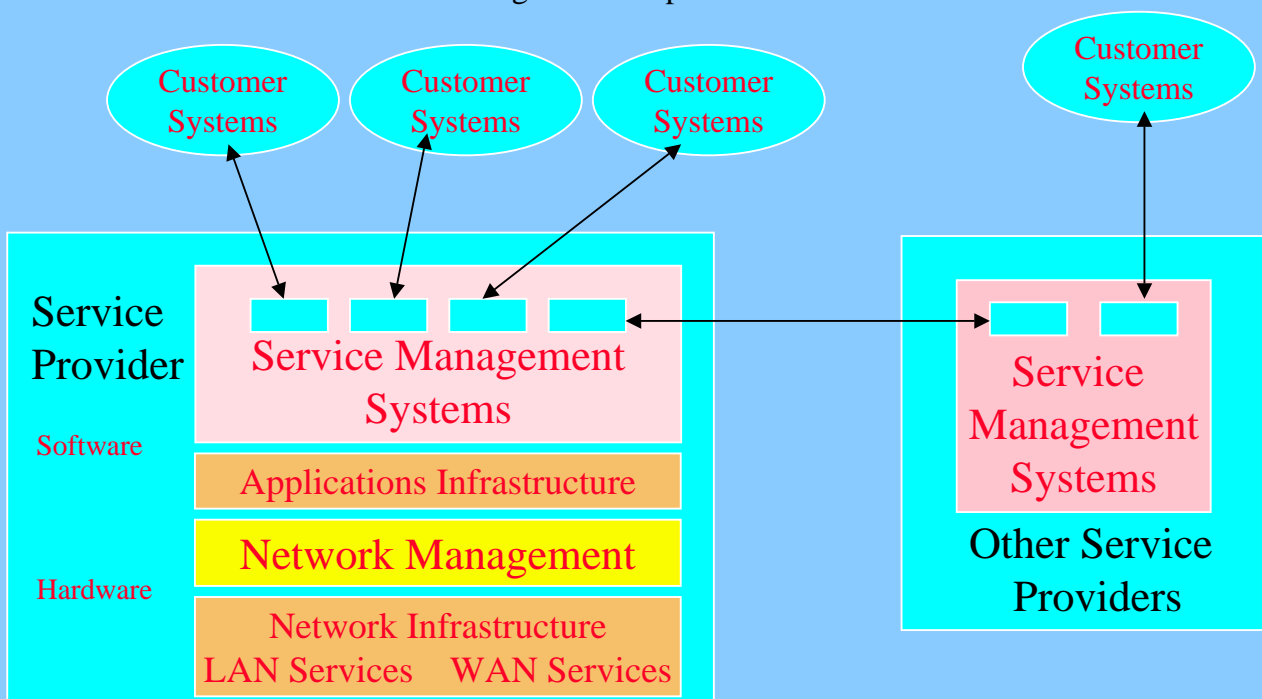 Customer
Systems
Customer
Systems
Customer
Systems
Customer
Systems
Service
Provider
Service Management
Systems
Software
Applications Infrastructure
Network Management
Hardware
Network Infrastructure
LAN Services WAN Services
Service
Management
Systems
Other Service
Providers